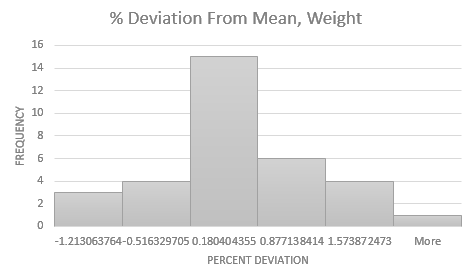 % Deviation From Mean, Weight
16
14
12
10
8
6
4
2
0
FREQUENCY
-1.213063764 -0.516329705 0.180404355 0.877138414 1.573872473 More
PERCENT DEVIATION